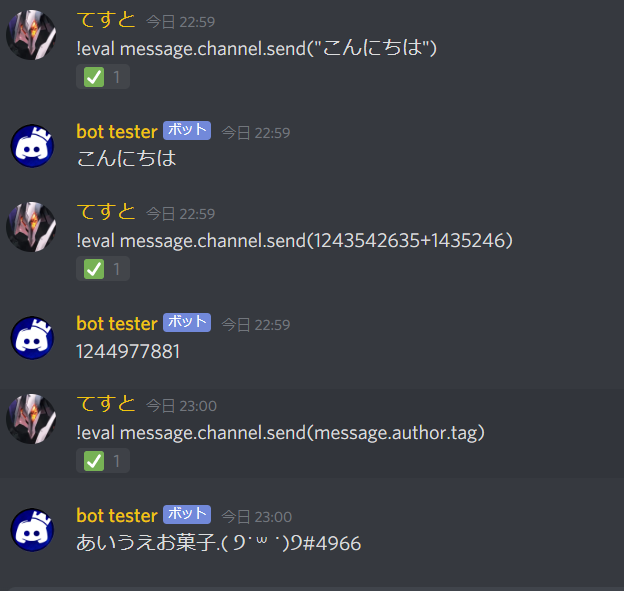 てすと 今日 22:59
!eval message.channel.send("こんにちは")
✅ 1
bot tester ボット 今日 22:59
こんにちは
てすと 今日 22:59
!eval message.channel.send(1243542635+1435246)
✅ 1
bot tester ボット 今日 22:59
1244977881
てすと 今日 23:00
!eval message.channel.send(message.author.tag)
✅ 1
bot tester ボット 今日 23:00
あいうえお菓子.( ᐢ˙꒳​˙ )ᐢ#4966